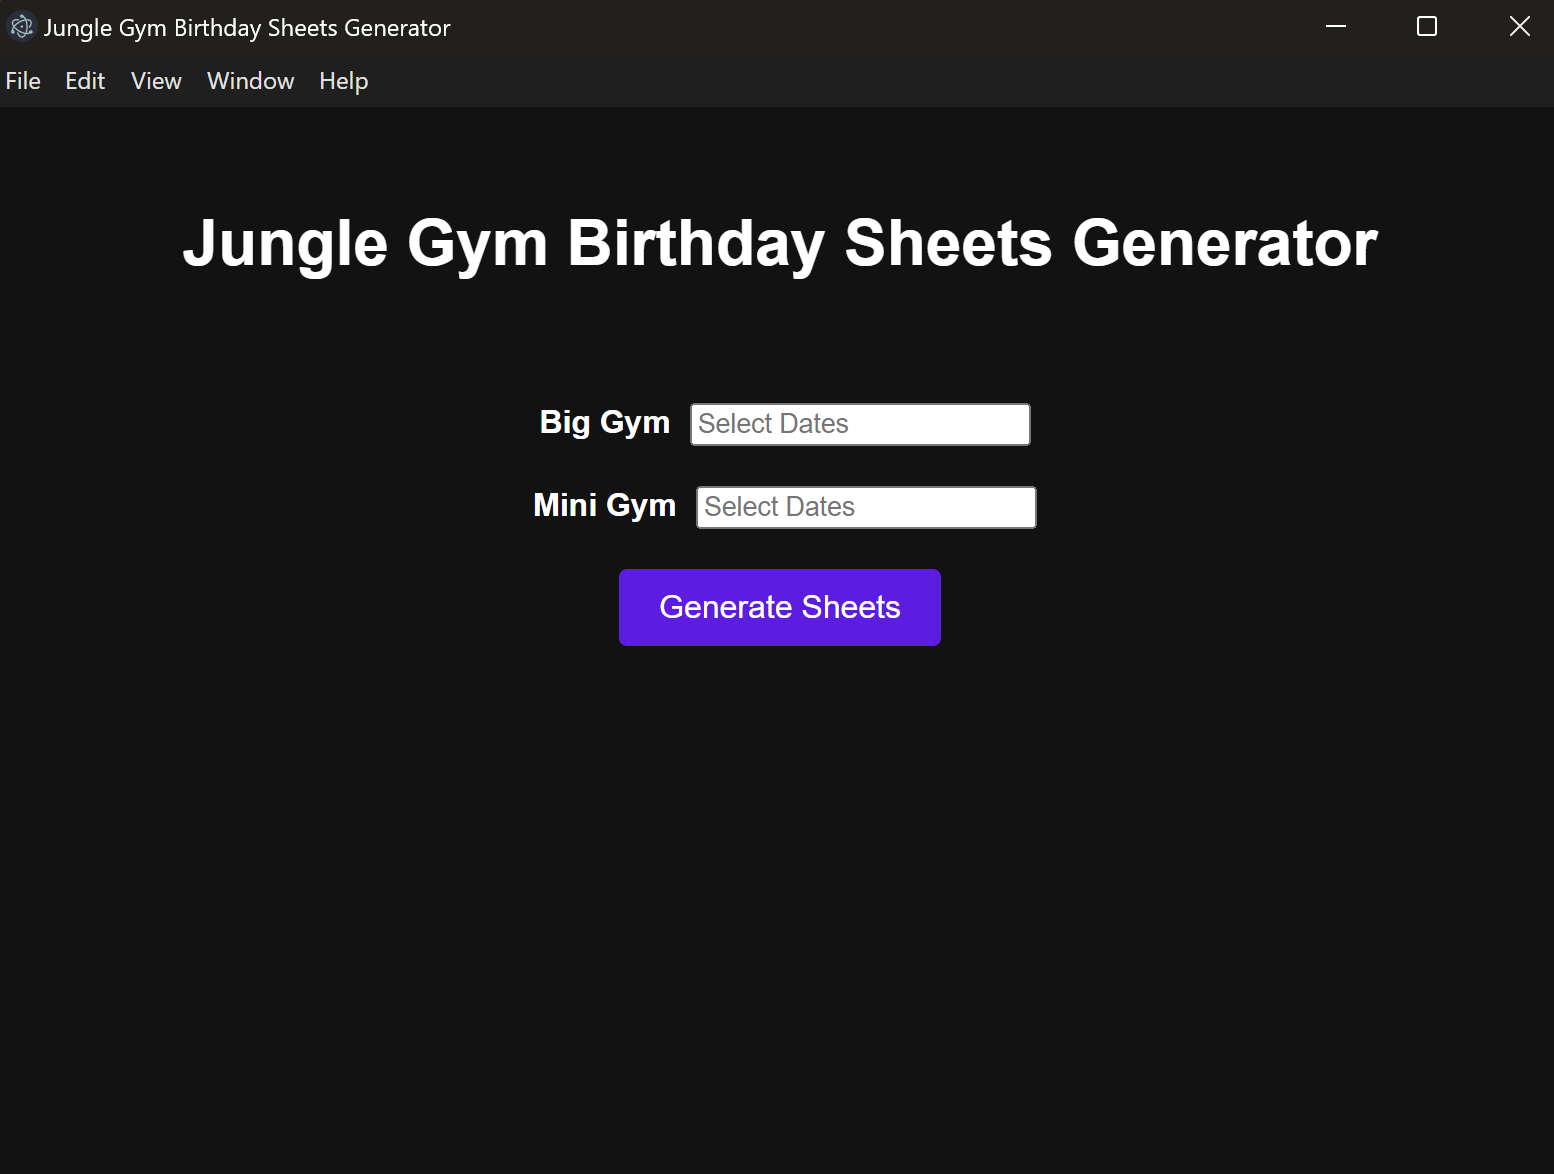 Jungle Gym Birthday Sheets Generator
File Edit View Window Help
Jungle Gym Birthday Sheets Generator
Big Gym Select Dates
Mini Gym Select Dates
Generate Sheets